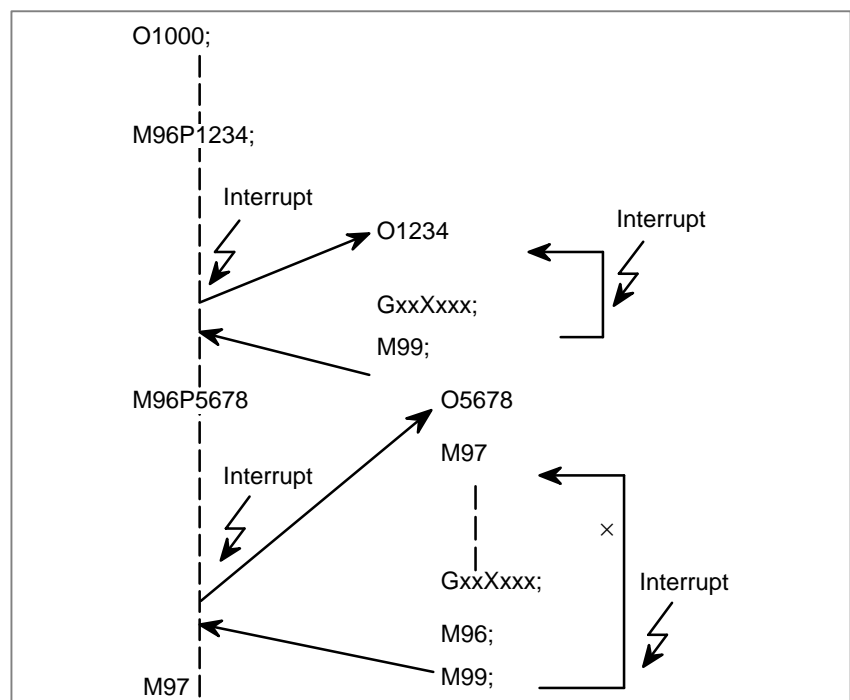 O1000;
M96P1234;
Interrupt
O1234
Interrupt
GxxXxxx;
M99;
M96P5678
O5678
M97
Interrupt
×
GxxXxxx;
Interrupt
M96;
M99;
M97